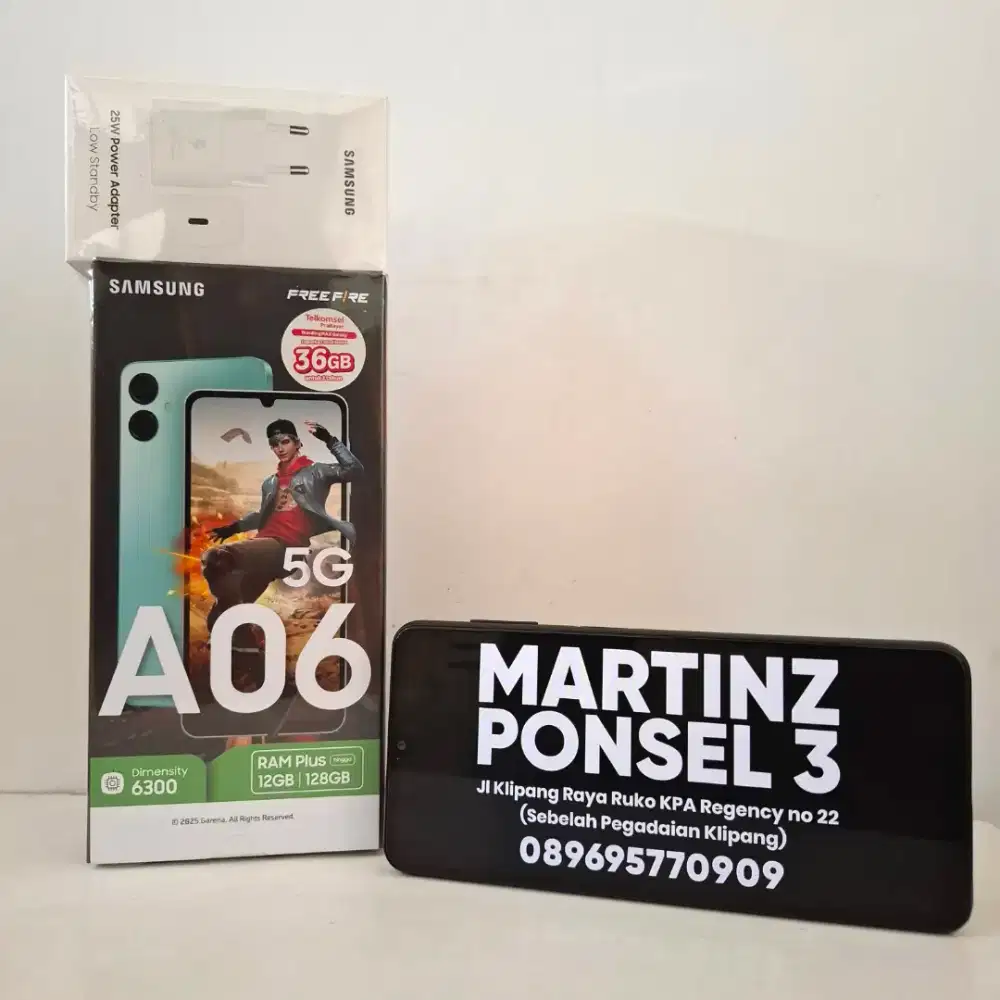 25W Power Adapter
Low Standby
SAMSUNG
SAMSUNG
FREE FIRE
Telkomsel
Prabayar
36GB
5G
A06
Dimensity
6300
RAM Plus hingga
12GB | 128GB
© 2025 Garena. All Rights Reserved.
MARTINZ
PONSEL 3
Jl Klipang Raya Ruko KPA Regency no 22
(Sebelah Pegadaian Klipang)
089695770909